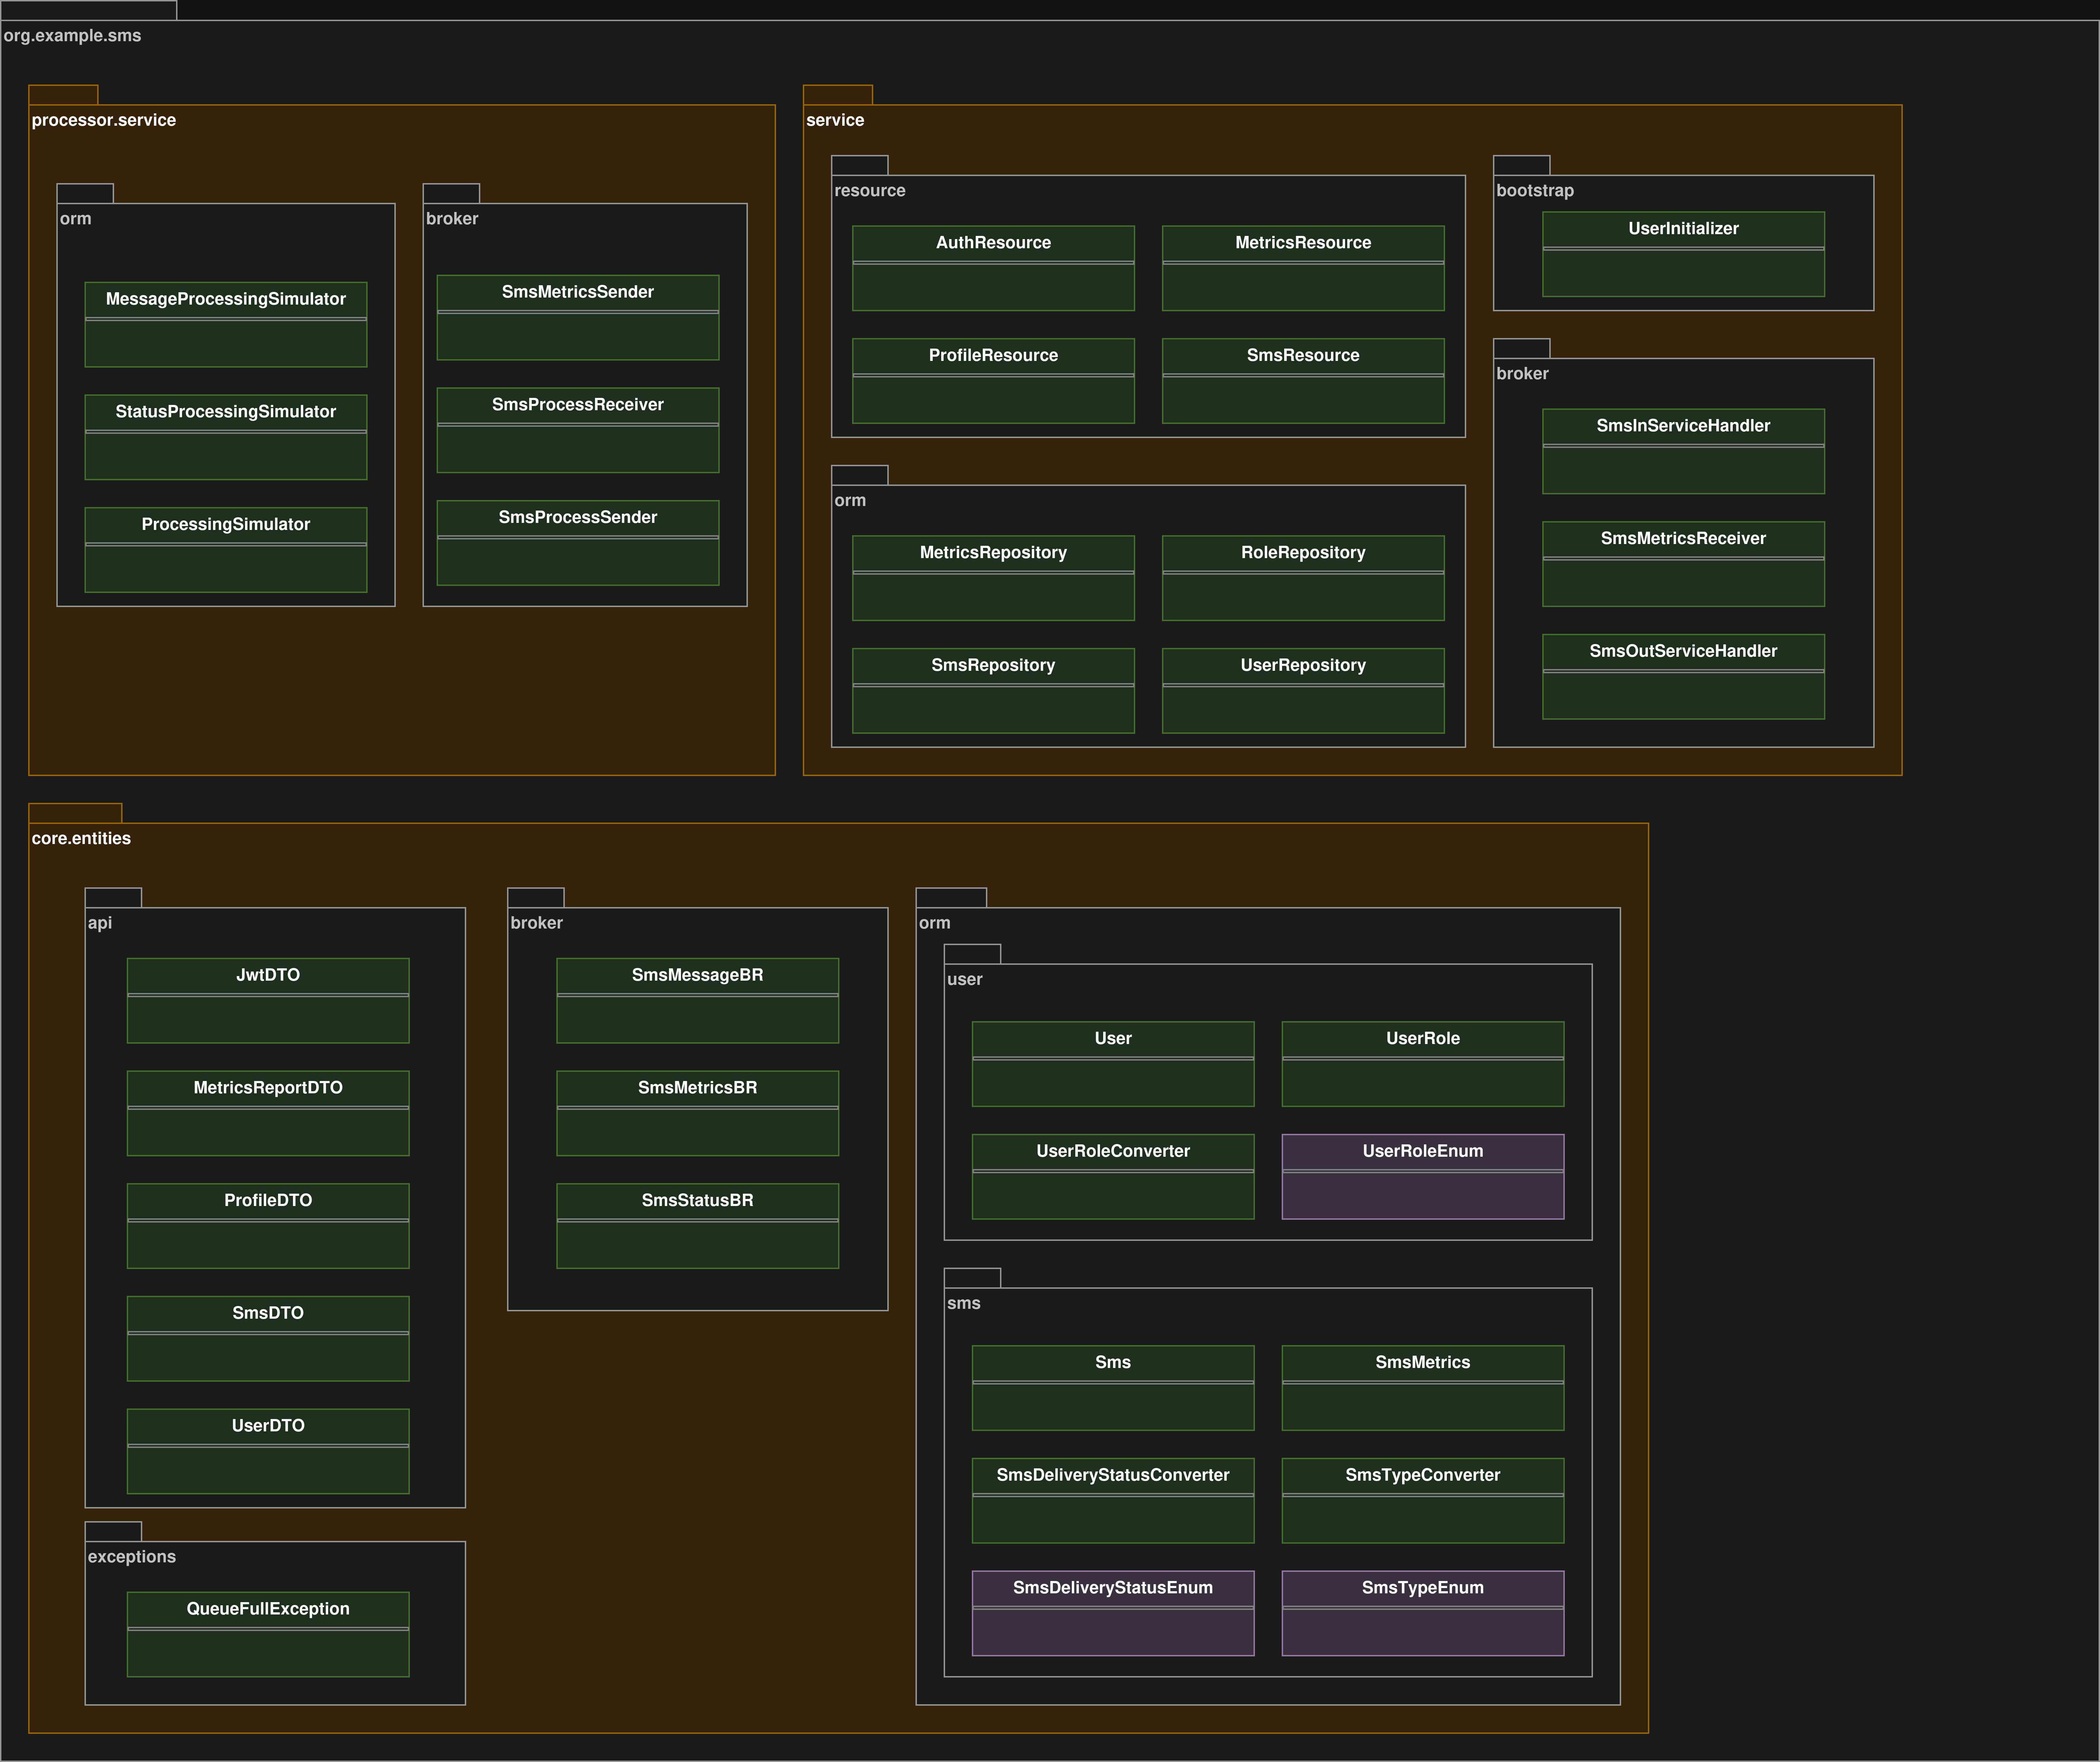 org.example.sms
processor.service
orm
MessageProcessingSimulator
StatusProcessingSimulator
ProcessingSimulator
broker
SmsMetricsSender
SmsProcessReceiver
SmsProcessSender
service
resource
AuthResource
MetricsResource
ProfileResource
SmsResource
orm
MetricsRepository
RoleRepository
SmsRepository
UserRepository
bootstrap
UserInitializer
broker
SmsInServiceHandler
SmsMetricsReceiver
SmsOutServiceHandler
core.entities
api
JwtDTO
MetricsReportDTO
ProfileDTO
SmsDTO
UserDTO
exceptions
QueueFullException
broker
SmsMessageBR
SmsMetricsBR
SmsStatusBR
orm
user
User
UserRole
UserRoleConverter
UserRoleEnum
sms
Sms
SmsMetrics
SmsDeliveryStatusConverter
SmsTypeConverter
SmsDeliveryStatusEnum
SmsTypeEnum